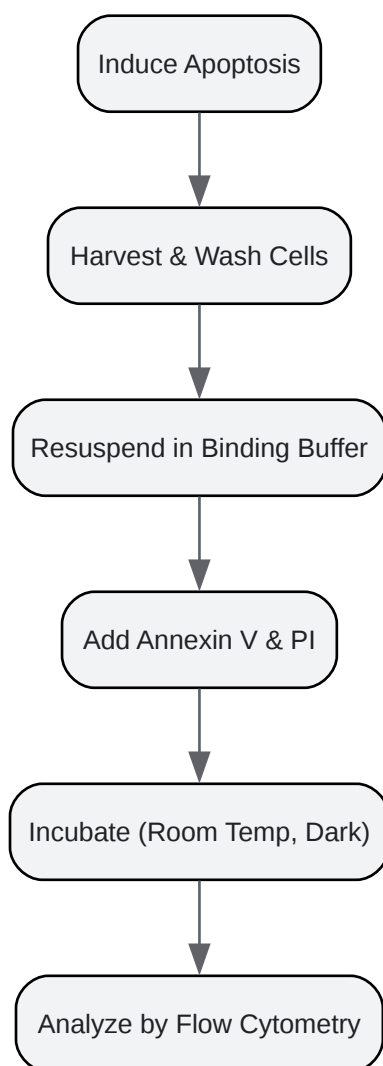 Induce Apoptosis
Harvest & Wash Cells
Resuspend in Binding Buffer
Add Annexin V & PI
Incubate (Room Temp, Dark)
Analyze by Flow Cytometry